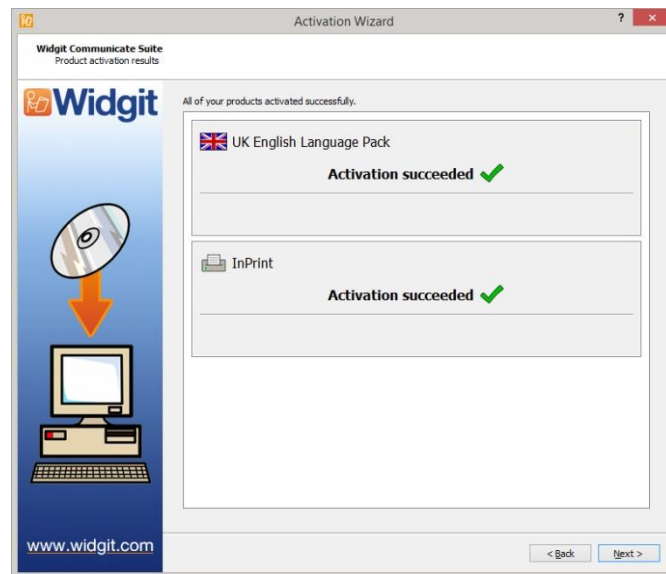 Activation Wizard
?
Widgit Communicate Suite
Product activation results
Widgit
All of your products activated successfully.
UK English Language Pack
Activation succeeded
InPrint
Activation succeeded
www.widgit.com
< Back Next >